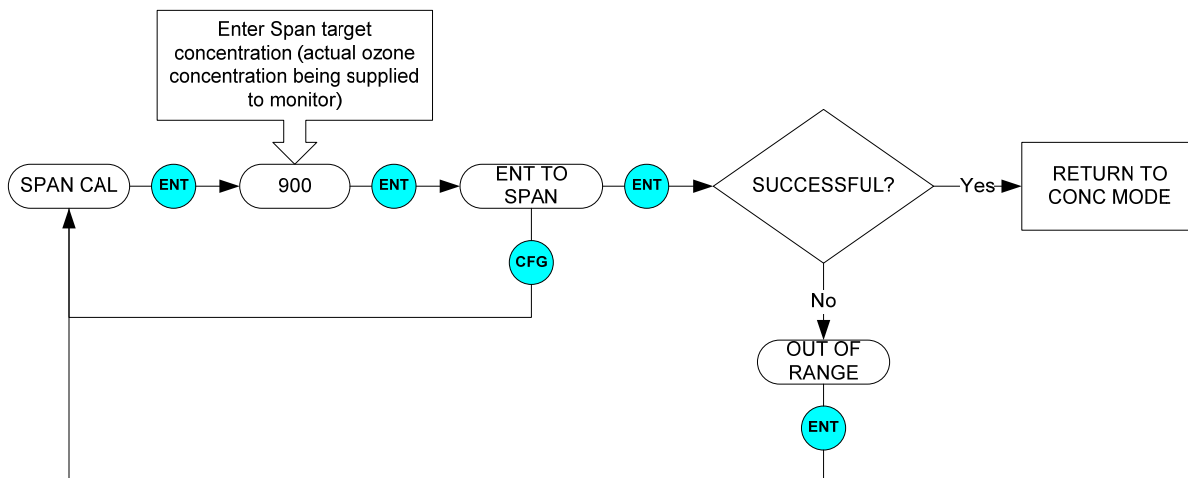 Enter Span target
concentration (actual ozone
concentration being supplied
to monitor)
SPAN CAL
ENT
900
ENT
ENT TO
SPAN
ENT
SUCCESSFUL?
Yes
RETURN TO
CONC MODE
CFG
No
OUT OF
RANGE
ENT